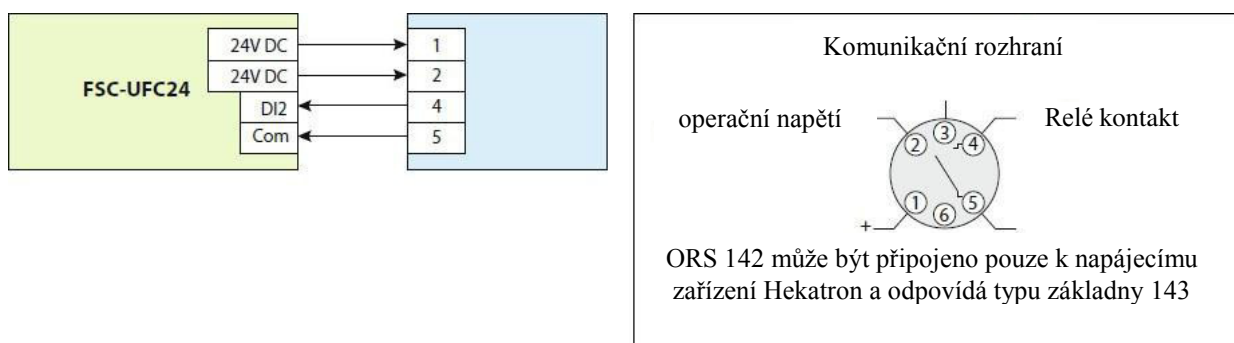 FSC-UFC24
24V DC
24V DC
DI2
Com
1
2
4
5
Komunikační rozhraní
operační napětí
Relé kontakt
3
2
4
1
5
6
+
ORS 142 může být připojeno pouze k napájecímu
zařízení Hekatron a odpovídá typu základny 143